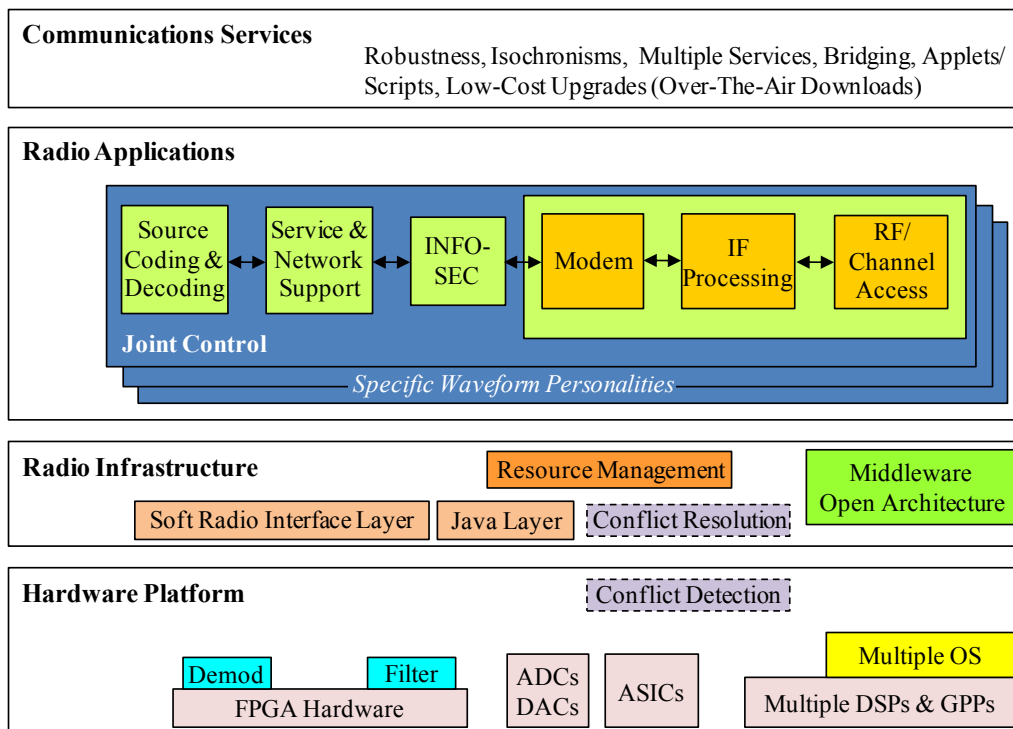 Communications Services
Robustness, Isochronisms, Multiple Services, Bridging, Applets/
Scripts, Low-Cost Upgrades (Over-The-Air Downloads)
Radio Applications
Source
Coding &
Decoding
Service &
Network
Support
INFO-
SEC
Modem
IF
Processing
RF/
Channel
Access
Joint Control
Specific Waveform Personalities
Radio Infrastructure
Resource Management
Middleware
Open Architecture
Soft Radio Interface Layer
Java Layer
Conflict Resolution
Hardware Platform
Conflict Detection
Demod
Filter
FPGA Hardware
ADCs
DACs
ASICs
Multiple OS
Multiple DSPs & GPPs